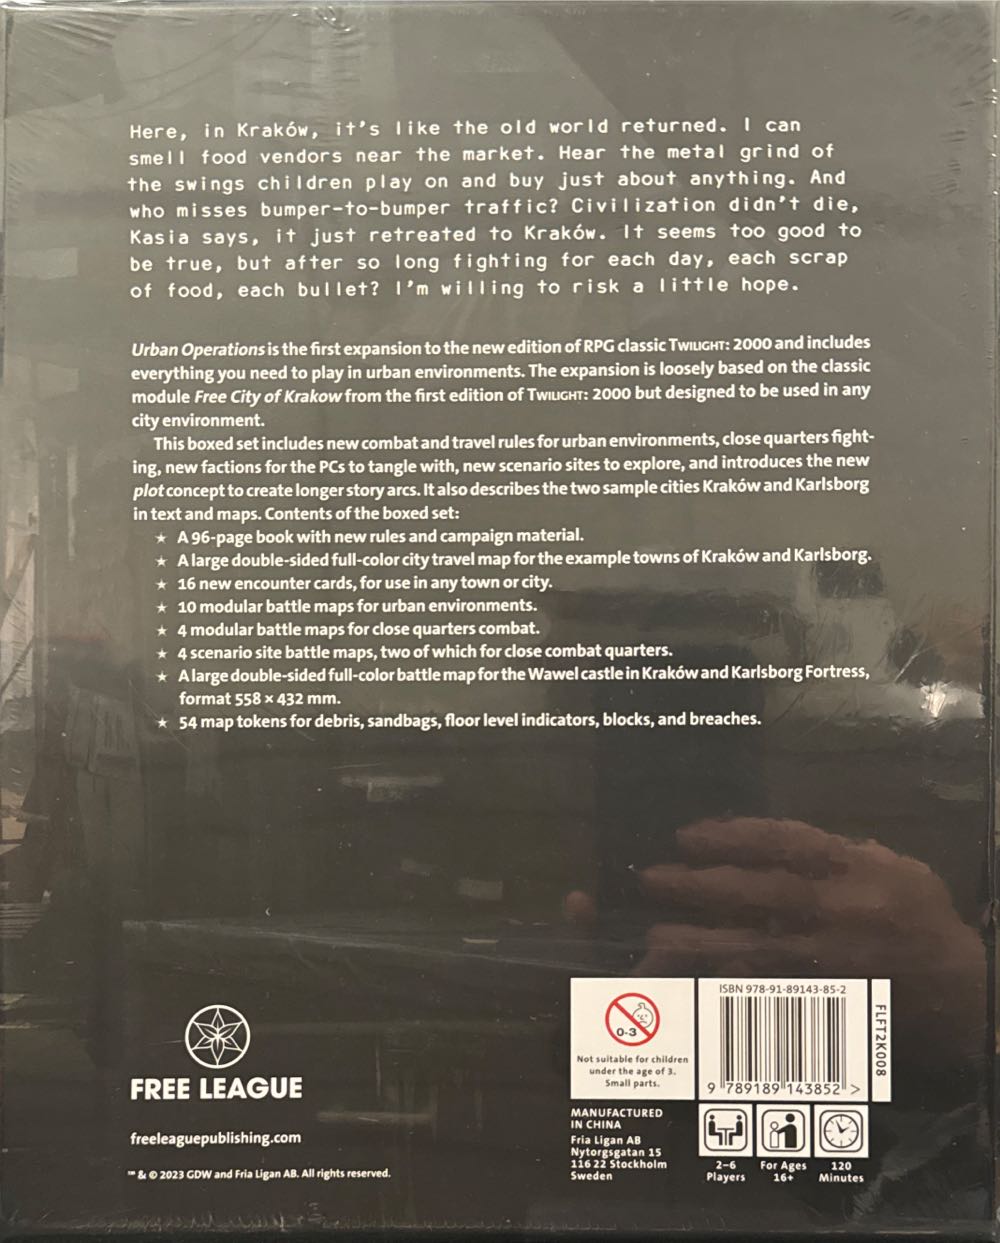 Here, in Kraków, it's like the old world returned. I can
smell food vendors near the market. Hear the metal grind of
the swings children play on and buy just about anything. And
who misses bumper-to-bumper traffic? Civilization didn't die,
Kasia says, it just retreated to Kraków. It seems too good to
be true, but after so long fighting for each day, each scrap
of food, each bullet? I'm willing to risk a little hope.
Urban Operations is the first expansion to the new edition of RPG classic TWILIGHT: 2000 and includes
everything you need to play in urban environments. The expansion is loosely based on the classic
module Free City of Krakow from the first edition of TWILIGHT: 2000 but designed to be used in any
city environment.
This boxed set includes new combat and travel rules for urban environments, close quarters fight-
ing, new factions for the PCs to tangle with, new scenario sites to explore, and introduces the new
plot concept to create longer story arcs. It also describes the two sample cities Kraków and Karlsborg
in text and maps. Contents of the boxed set:
★ A 96-page book with new rules and campaign material.
★ A large double-sided full-color city travel map for the example towns of Kraków and Karlsborg.
★ 16 new encounter cards, for use in any town or city.
★ 10 modular battle maps for urban environments.
★ 4 modular battle maps for close quarters combat.
★ 4 scenario site battle maps, two of which for close combat quarters.
★ A large double-sided full-color battle map for the Wawel castle in Kraków and Karlsborg Fortress,
format 558 × 432 mm.
★ 54 map tokens for debris, sandbags, floor level indicators, blocks, and breaches.
FREE LEAGUE
freeleaguepublishing.com
™ & © 2023 GDW and Fria Ligan AB. All rights reserved.
0-3
Not suitable for children
under the age of 3.
Small parts.
MANUFACTURED
IN CHINA
Fria Ligan AB
Nytorgsgatan 15
116 22 Stockholm
Sweden
ISBN 978-91-89143-85-2
9 789189 143852 >
FLFT2K008
2–6
Players
For Ages
16+
120
Minutes